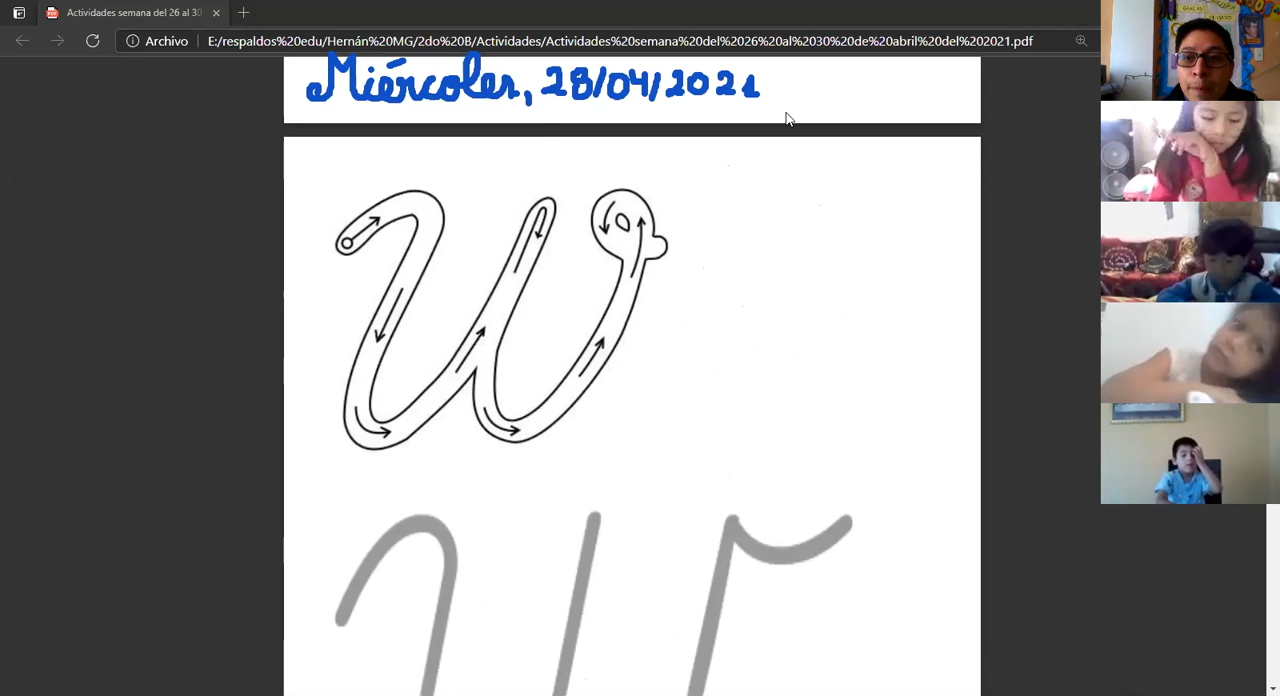 Actividades semana del 26 al 30
Archivo
E:/respaldos%20edu/Hernán%20MG/2do%20B/Actividades/Actividades%20semana%20del%2026%20al%2030%20de%20abril%20del%202021.pdf
Miércoles, 28/04/2021
W